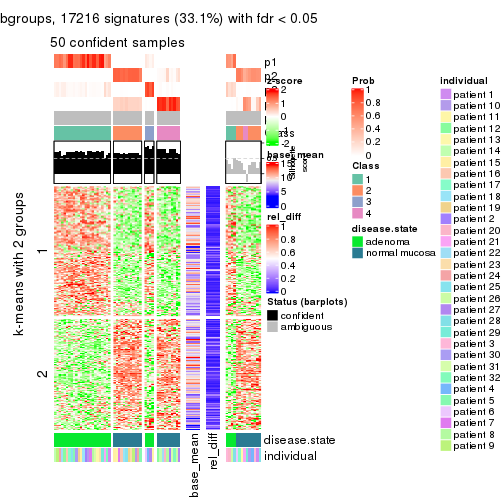 bgroups, 17216 signatures (33.1%) with fdr < 0.05
50 confident samples
p1
p2
z-score
2
1
0
-1
-2
base_mean
15
10
5
0
rel_diff
1
0.8
0.6
0.4
0.2
0
Status (barplots)
confident
ambiguous
Prob
1
0.8
0.6
0.4
0.2
0
Class
1
2
3
4
disease.state
adenoma
normal mucosa
individual
patient 1
patient 10
patient 11
patient 12
patient 13
patient 14
patient 15
patient 16
patient 17
patient 18
patient 19
patient 2
patient 20
patient 21
patient 22
patient 23
patient 24
patient 25
patient 26
patient 27
patient 28
patient 29
patient 3
patient 30
patient 31
patient 32
patient 4
patient 5
patient 6
patient 7
patient 8
patient 9
k-means with 2 groups
1
2
disease.state
individual
base_mean
rel_diff